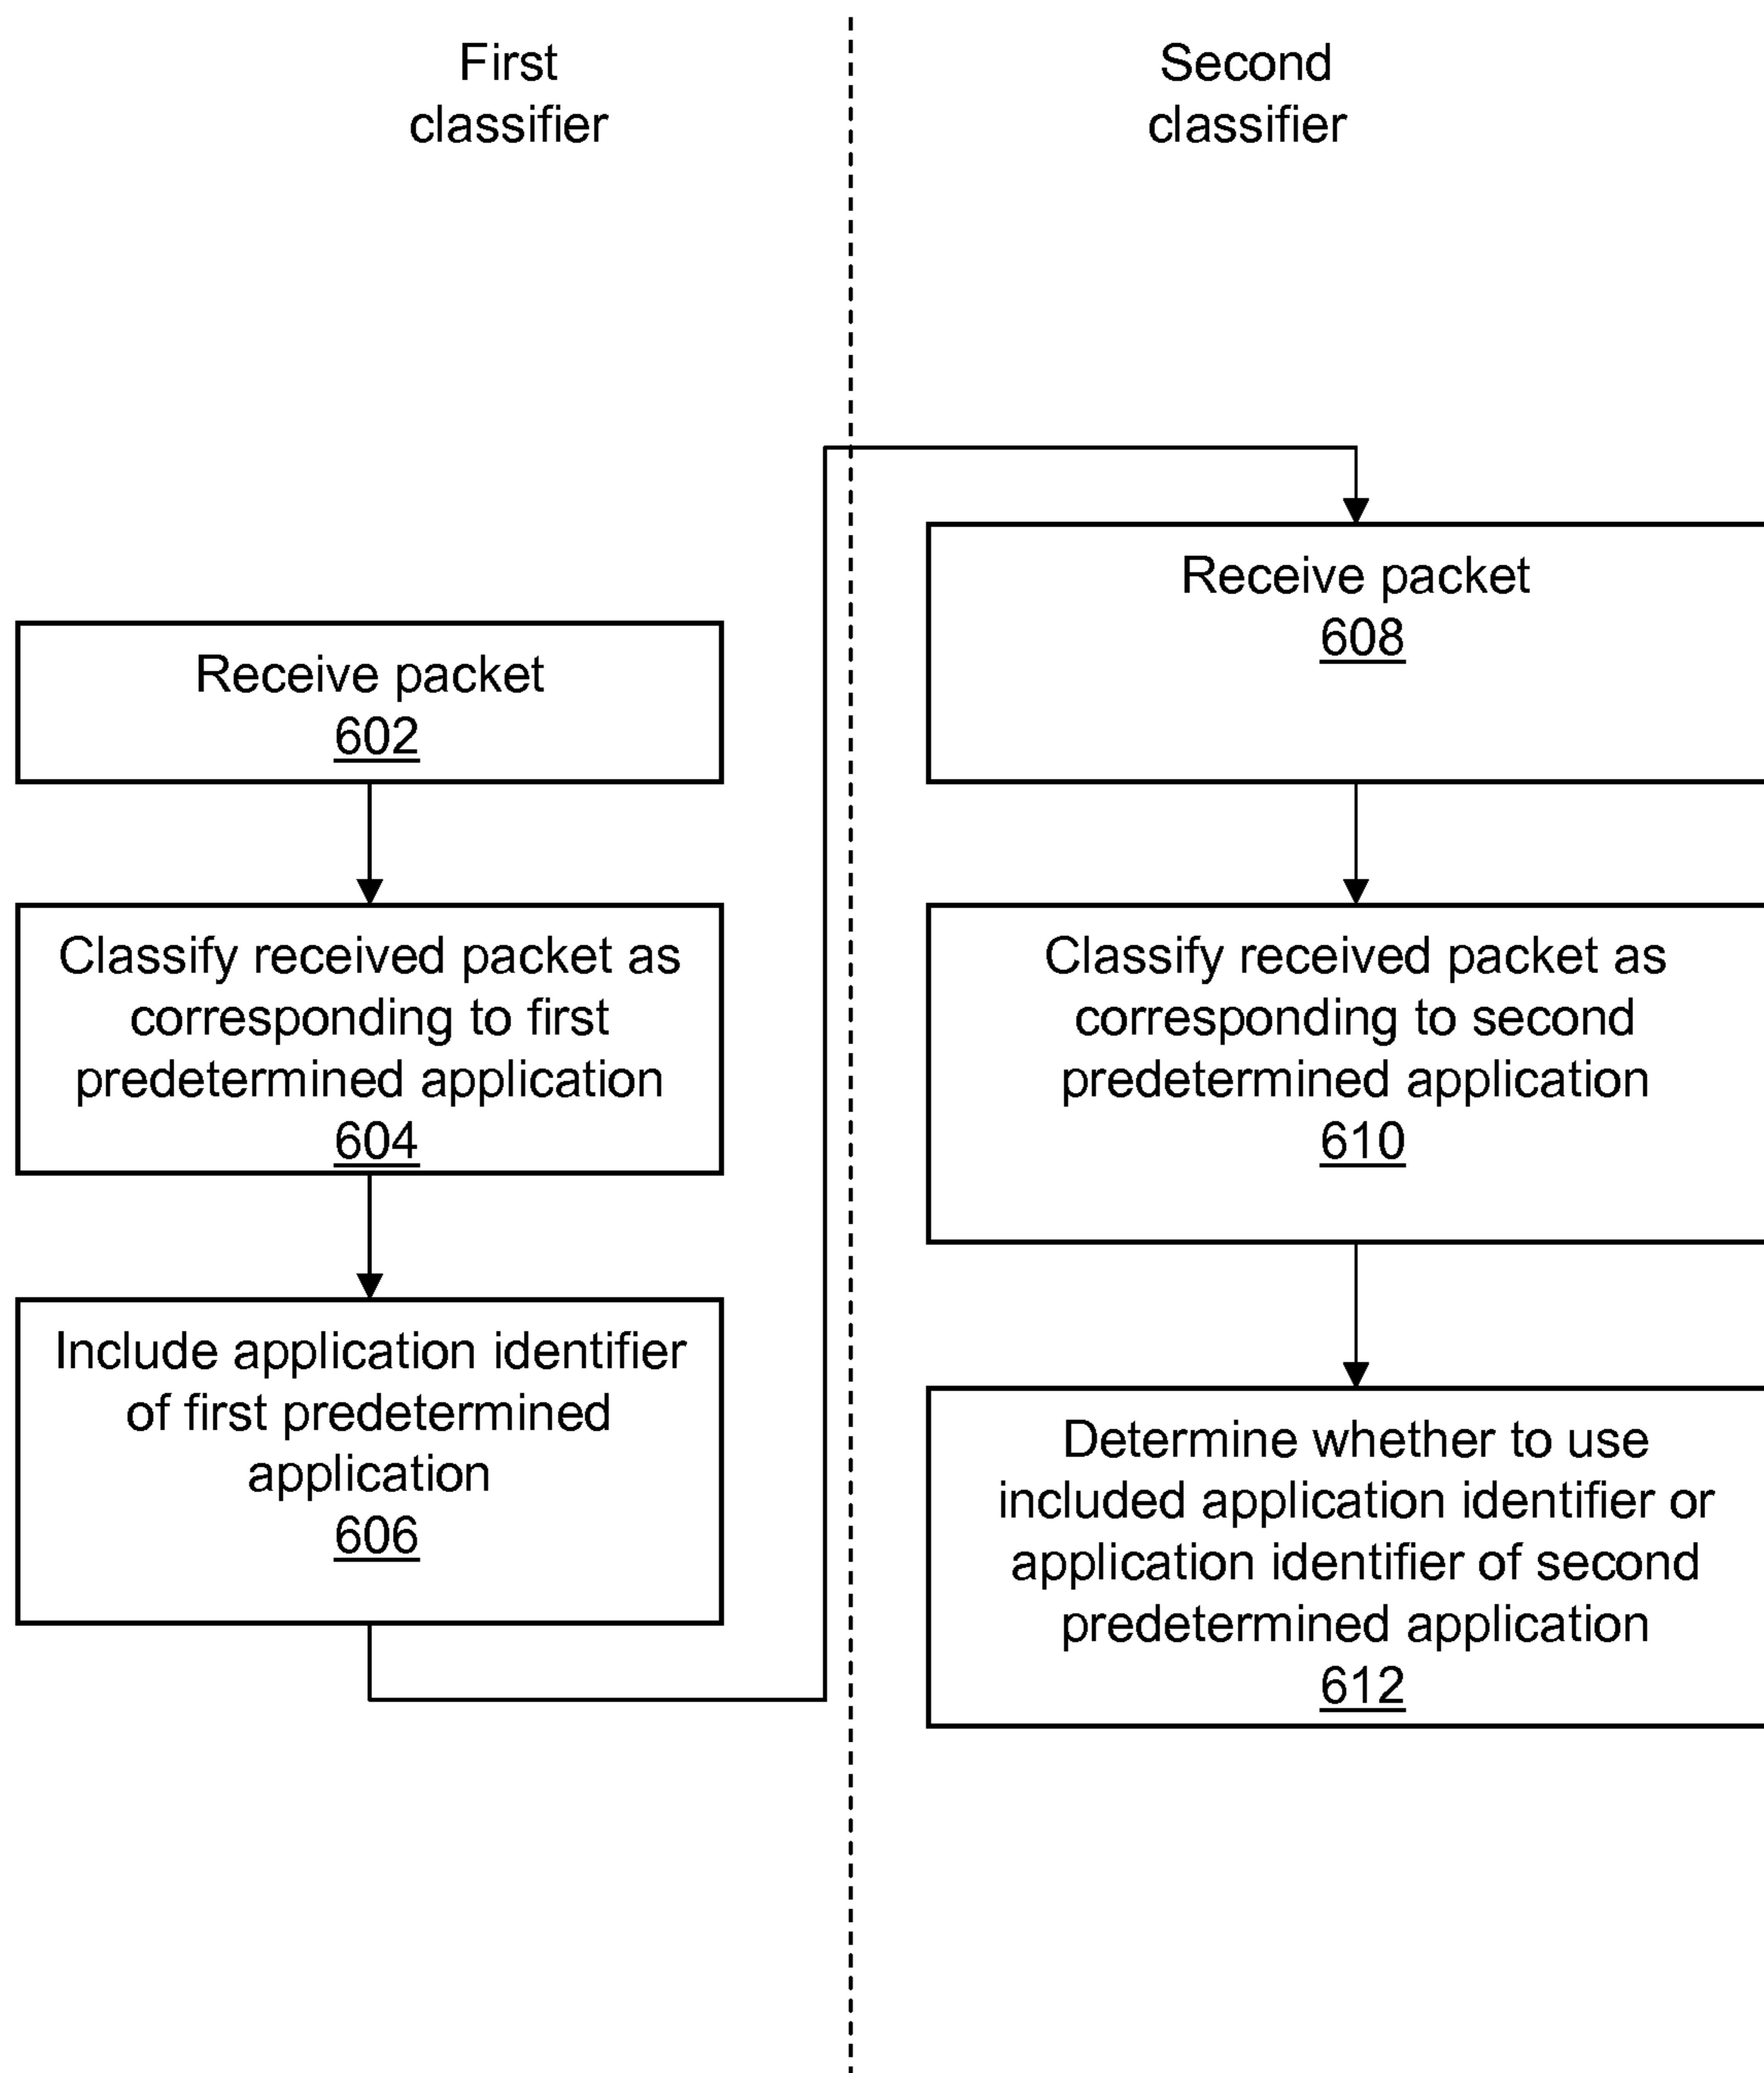 First
classifier
Second
classifier
Receive packet
602
Classify received packet as
corresponding to first
predetermined application
604
Include application identifier
of first predetermined
application
606
Receive packet
608
Classify received packet as
corresponding to second
predetermined application
610
Determine whether to use
included application identifier or
application identifier of second
predetermined application
612